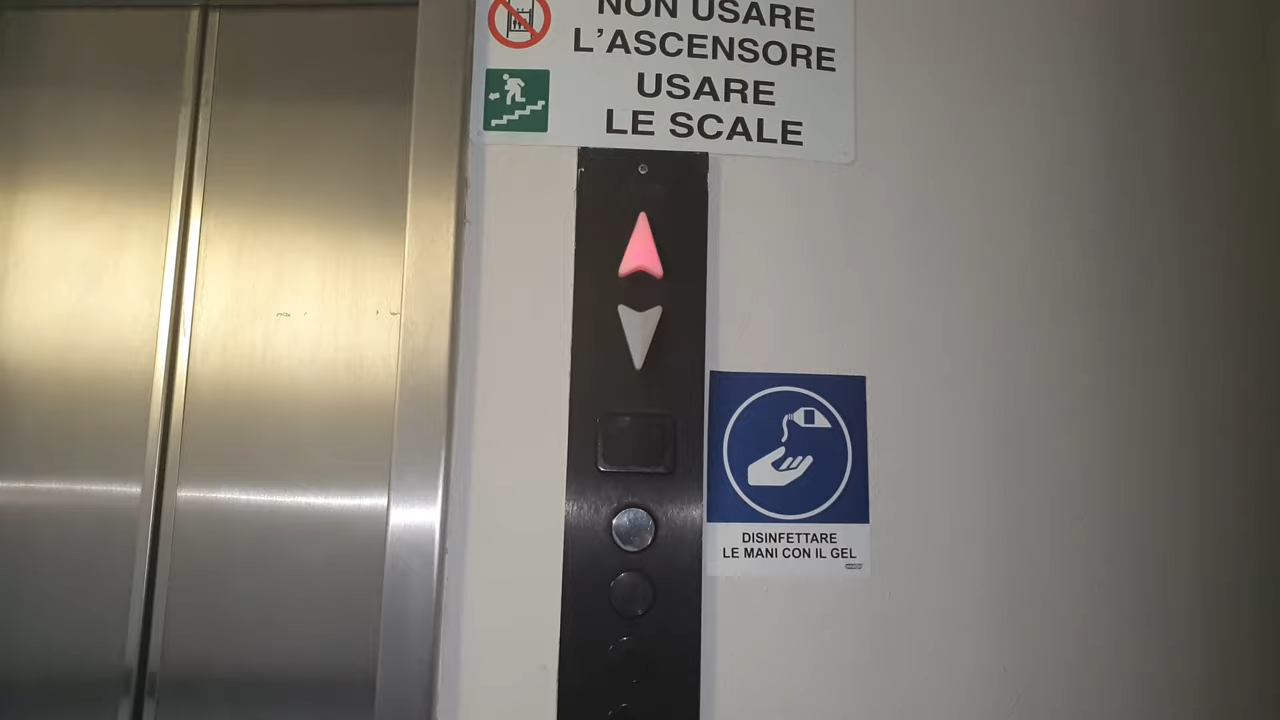 NON USARE
L'ASCENSORE
USARE
LE SCALE
DISINFETTARE
LE MANI CON IL GEL